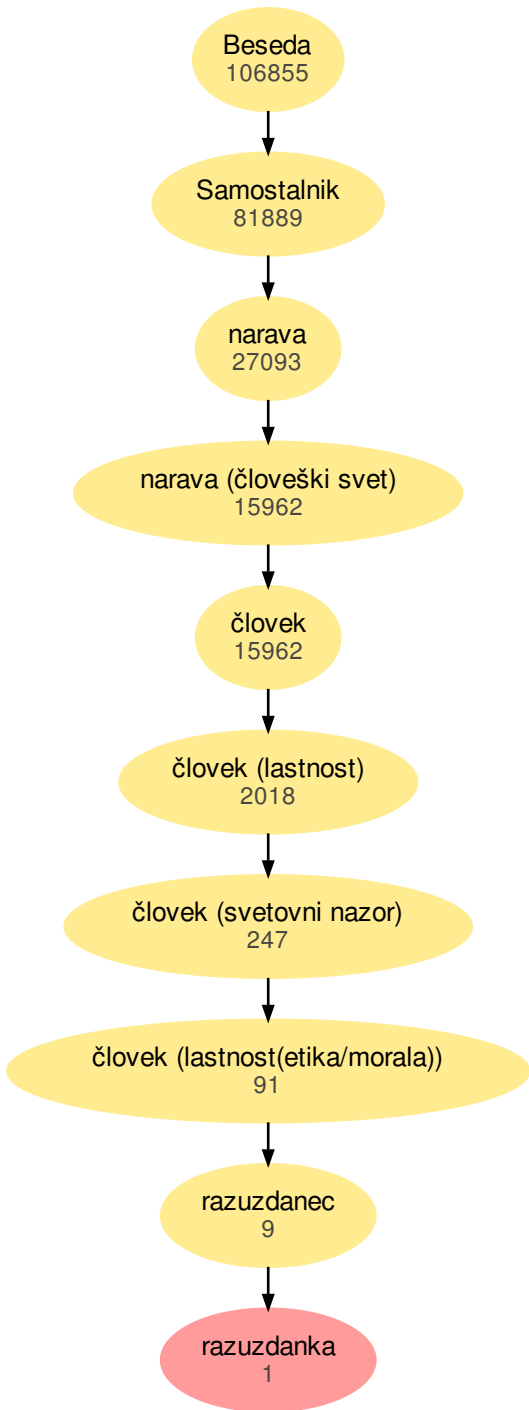 Beseda
106855
Samostalnik
81889
narava
27093
narava (človeški svet)
15962
človek
15962
človek (lastnost)
2018
človek (svetovni nazor)
247
človek (lastnost(etika/morala))
91
razuzdanec
9
razuzdanka
1